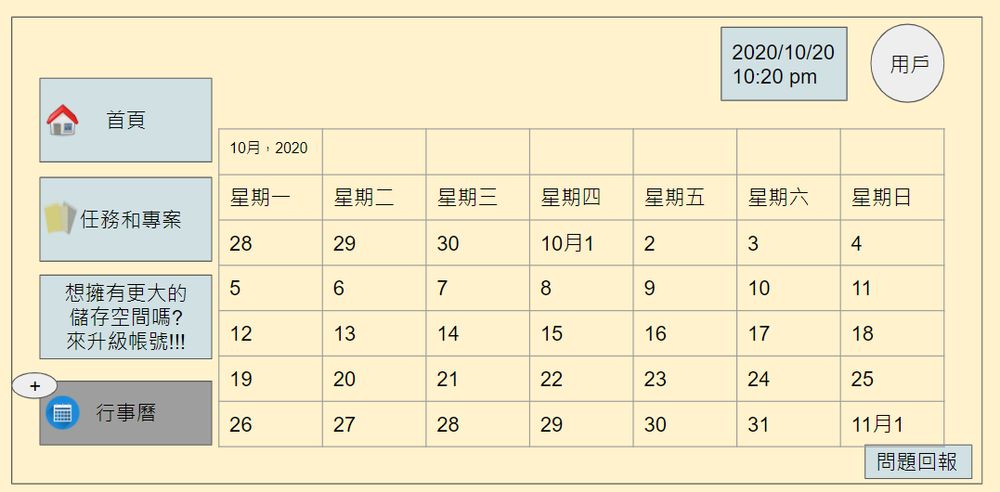 2020/10/20
10:20 pm
用戶
首頁
任務和專案
想擁有更大的
儲存空間嗎?
來升級帳號!!!
+
行事曆
10月，2020
星期一 星期二 星期三 星期四 星期五 星期六 星期日
28 29 30 10月1 2 3 4
5 6 7 8 9 10 11
12 13 14 15 16 17 18
19 20 21 22 23 24 25
26 27 28 29 30 31 11月1
問題回報